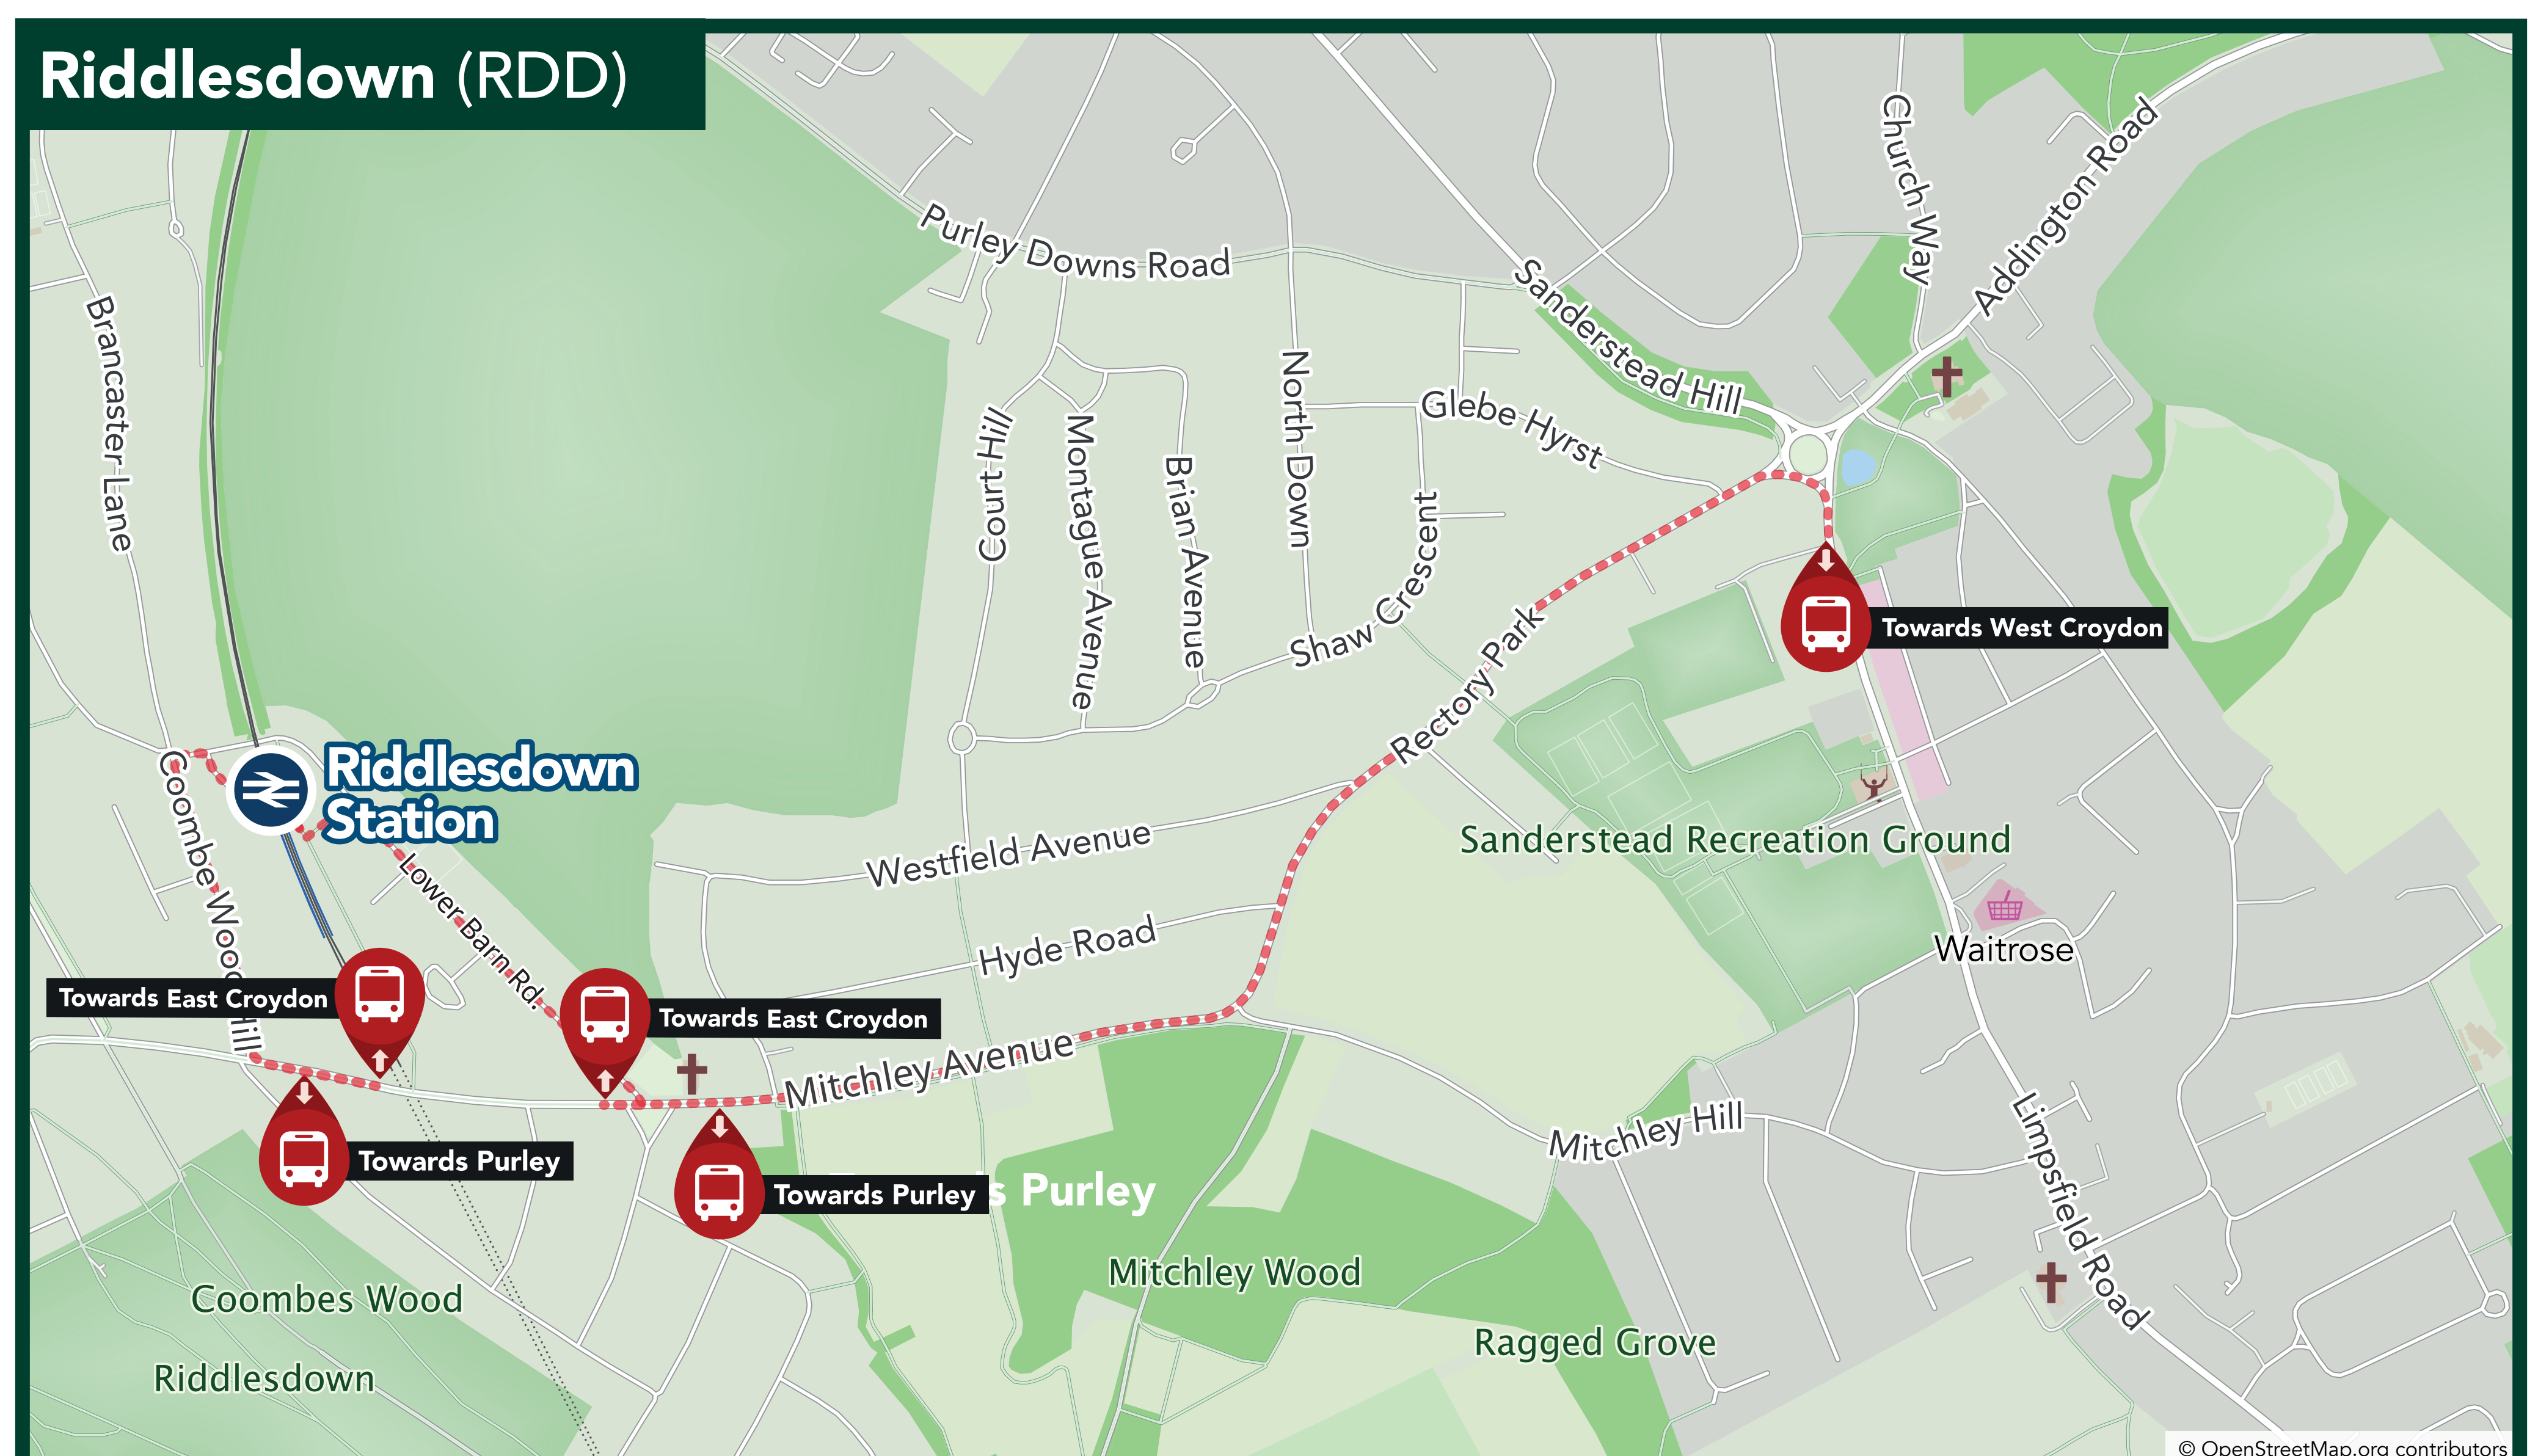 Riddlesdown (RDD)
Church Way
Addington Road
Purley Downs Road
Sanderstead Hill
Brancaster Lane
North Down
Glebe Hyrst
Court Hill
Montague Avenue
Brian Avenue
Shaw Crescent
Rectory Park
Towards West Croydon
Riddlesdown
Station
Coombe Wood Hill
Lower Barn Rd.
Westfield Avenue
Sanderstead Recreation Ground
Hyde Road
Waitrose
Towards East Croydon
Towards East Croydon
Mitchley Avenue
Mitchley Hill
Limpsfield Road
Towards Purley
Towards Purley
s Purley
Mitchley Wood
Coombes Wood
Ragged Grove
Riddlesdown
© OpenStreetMap.org contributors